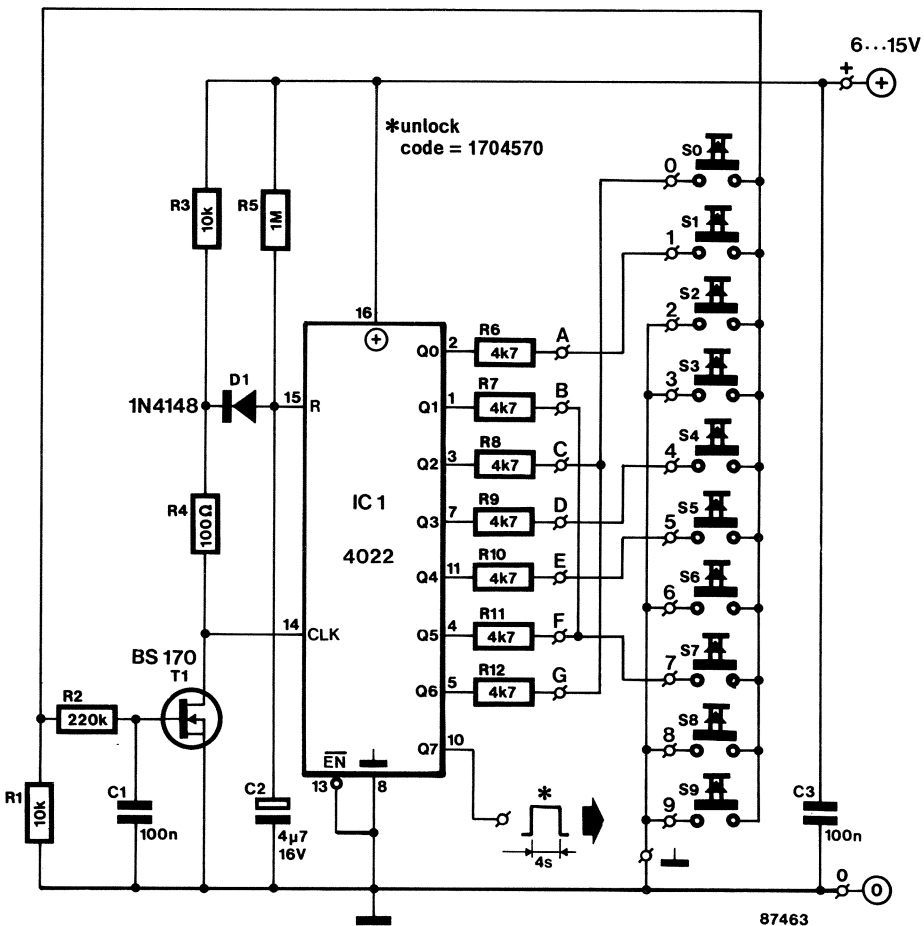 6...15V
+
*unlock
code = 1704570
R3
10k
R5
1M
16
0 S0
1 S1
2 S2
3 S3
4 S4
5 S5
6 S6
7 S7
8 S8
9 S9
Q0 2 R6 4k7 A
Q1 1 R7 4k7 B
Q2 3 R8 4k7 C
Q3 7 R9 4k7 D
Q4 11 R10 4k7 E
Q5 4 R11 4k7 F
Q6 5 R12 4k7 G
Q7 10
D1
1N4148
15 R
R4
100Ω
IC 1
4022
14 CLK
BS 170
T1
R2
220k
EN
13
8
R1
10k
C1
100n
C2
4µ7
16V
*
4s
C3
100n
0
0
87463